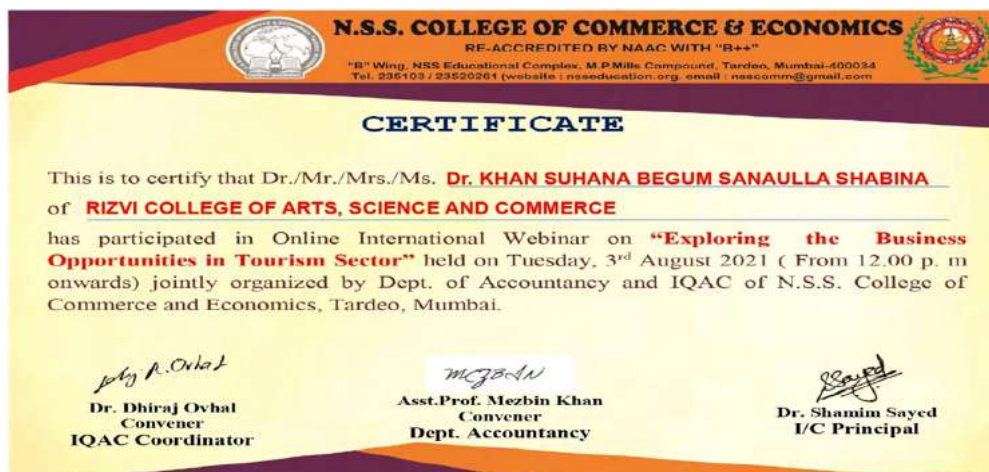 N.S.S. COLLEGE OF COMMERCE & ECONOMICS
RE-ACCREDITED BY NAAC WITH "B++"
"B" Wing, NSS Educational Complex, M.P.Mills Compound, Tardeo, Mumbai-400034
Tel. 235103 / 23520261 (website : nsseducation.org. email : nsscomm@gmail.com
CERTIFICATE
This is to certify that Dr./Mr./Mrs./Ms. Dr. KHAN SUHANA BEGUM SANAULLA SHABINA
of RIZVI COLLEGE OF ARTS, SCIENCE AND COMMERCE
has participated in Online International Webinar on "Exploring the Business
Opportunities in Tourism Sector" held on Tuesday, 3rd August 2021 ( From 12.00 p. m
onwards) jointly organized by Dept. of Accountancy and IQAC of N.S.S. College of
Commerce and Economics, Tardeo, Mumbai.
Dr. Dhiraj Ovhal
Convener
IQAC Coordinator
Asst.Prof. Mezbin Khan
Convener
Dept. Accountancy
Dr. Shamim Sayed
I/C Principal